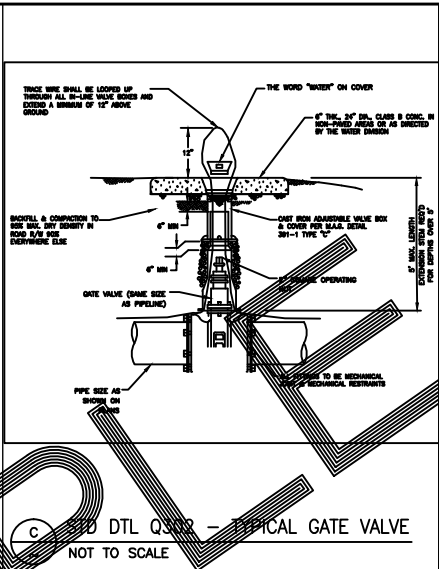 TRACE WIRE SHALL BE LOOPED UP
THROUGH ALL IN-LINE VALVE BOXES AND
EXTEND A MINIMUM OF 12" ABOVE
GROUND
THE WORD "WATER" ON COVER
6" THK., 24" DIA., CLASS B CONC. IN
NON-PAVED AREAS OR AS DIRECTED
BY THE WATER DIVISION
12"
BACKFILL & COMPACTION TO
95% MAX. DRY DENSITY IN
ROAD R/W 90%
EVERYWHERE ELSE
6" MIN
CAST IRON ADJUSTABLE VALVE BOX
& COVER PER M.A.G. DETAIL
391-1 TYPE "C"
6" MIN
OPERATING
GATE VALVE (SAME SIZE
AS PIPELINE)
5' MAX LENGTH
EXTENSION STEM REQ'D
FOR DEPTHS OVER 5'
TO BE MECHANICAL
MECHANICAL RESTRAINTS
PIPE SIZE AS
SHOWN ON
PLANS
C
STD DTL Q302 - TYPICAL GATE VALVE
NOT TO SCALE